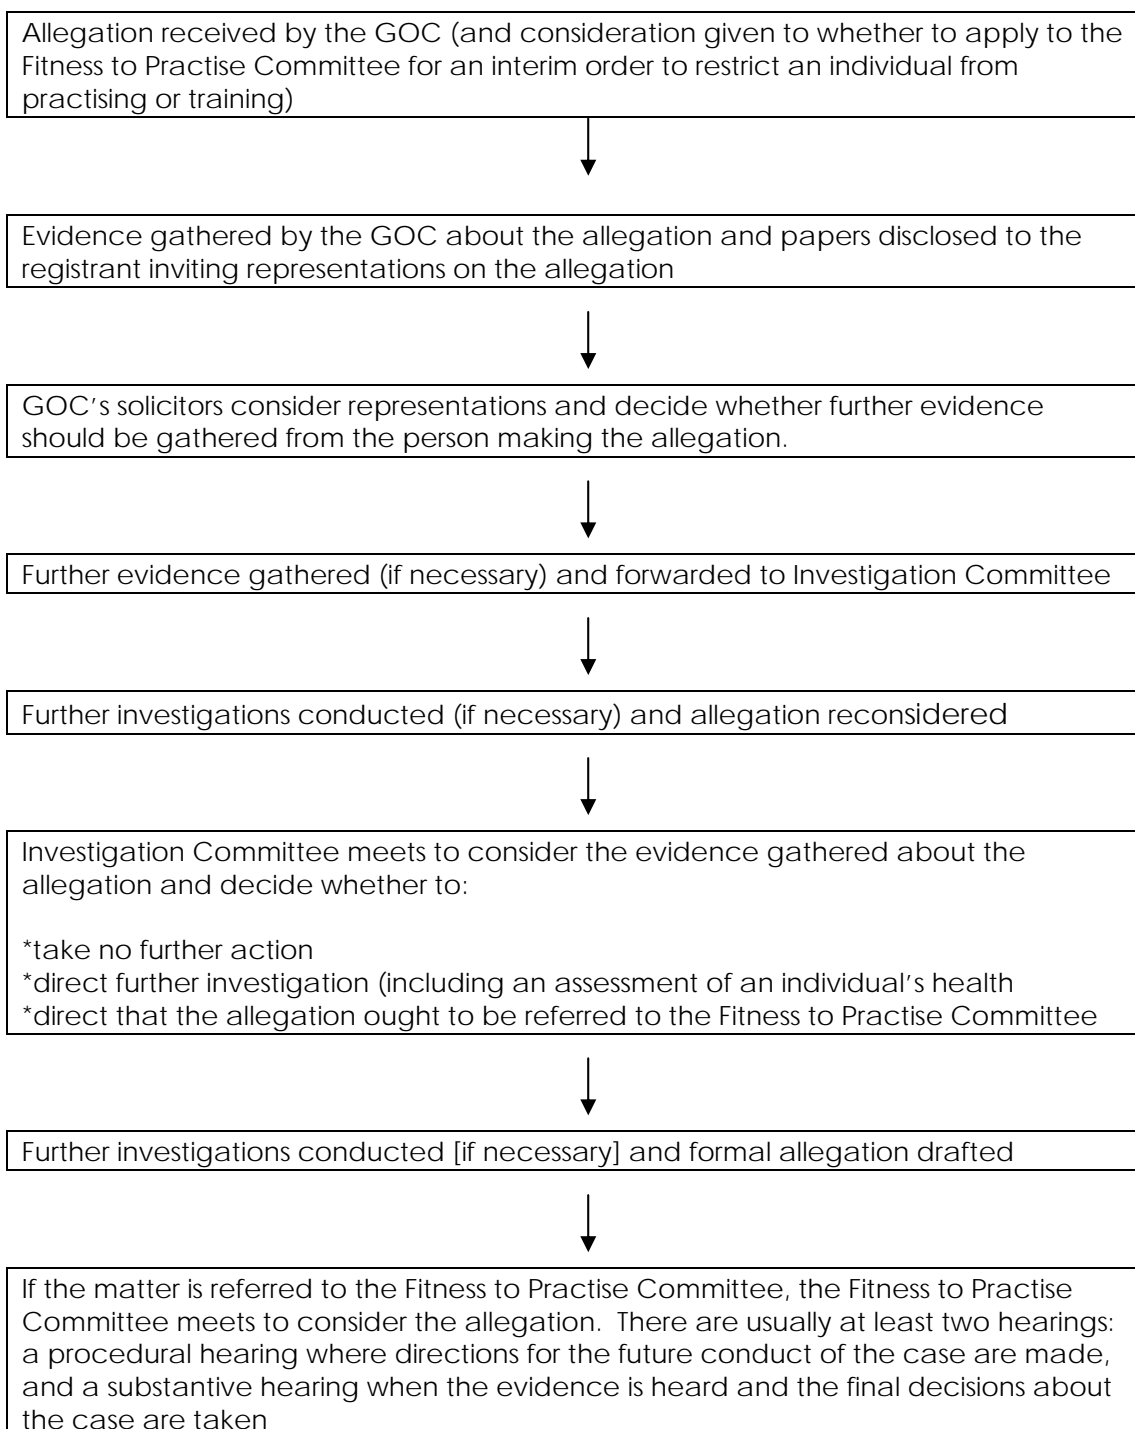 Allegation received by the GOC (and consideration given to whether to apply to the
Fitness to Practise Committee for an interim order to restrict an individual from
practising or training)
Evidence gathered by the GOC about the allegation and papers disclosed to the
registrant inviting representations on the allegation
GOC's solicitors consider representations and decide whether further evidence
should be gathered from the person making the allegation.
Further evidence gathered (if necessary) and forwarded to Investigation Committee
Further investigations conducted (if necessary) and allegation reconsidered
Investigation Committee meets to consider the evidence gathered about the
allegation and decide whether to:
*take no further action
*direct further investigation (including an assessment of an individual's health
*direct that the allegation ought to be referred to the Fitness to Practise Committee
Further investigations conducted [if necessary] and formal allegation drafted
If the matter is referred to the Fitness to Practise Committee, the Fitness to Practise
Committee meets to consider the allegation.  There are usually at least two hearings:
a procedural hearing where directions for the future conduct of the case are made,
and a substantive hearing when the evidence is heard and the final decisions about
the case are taken